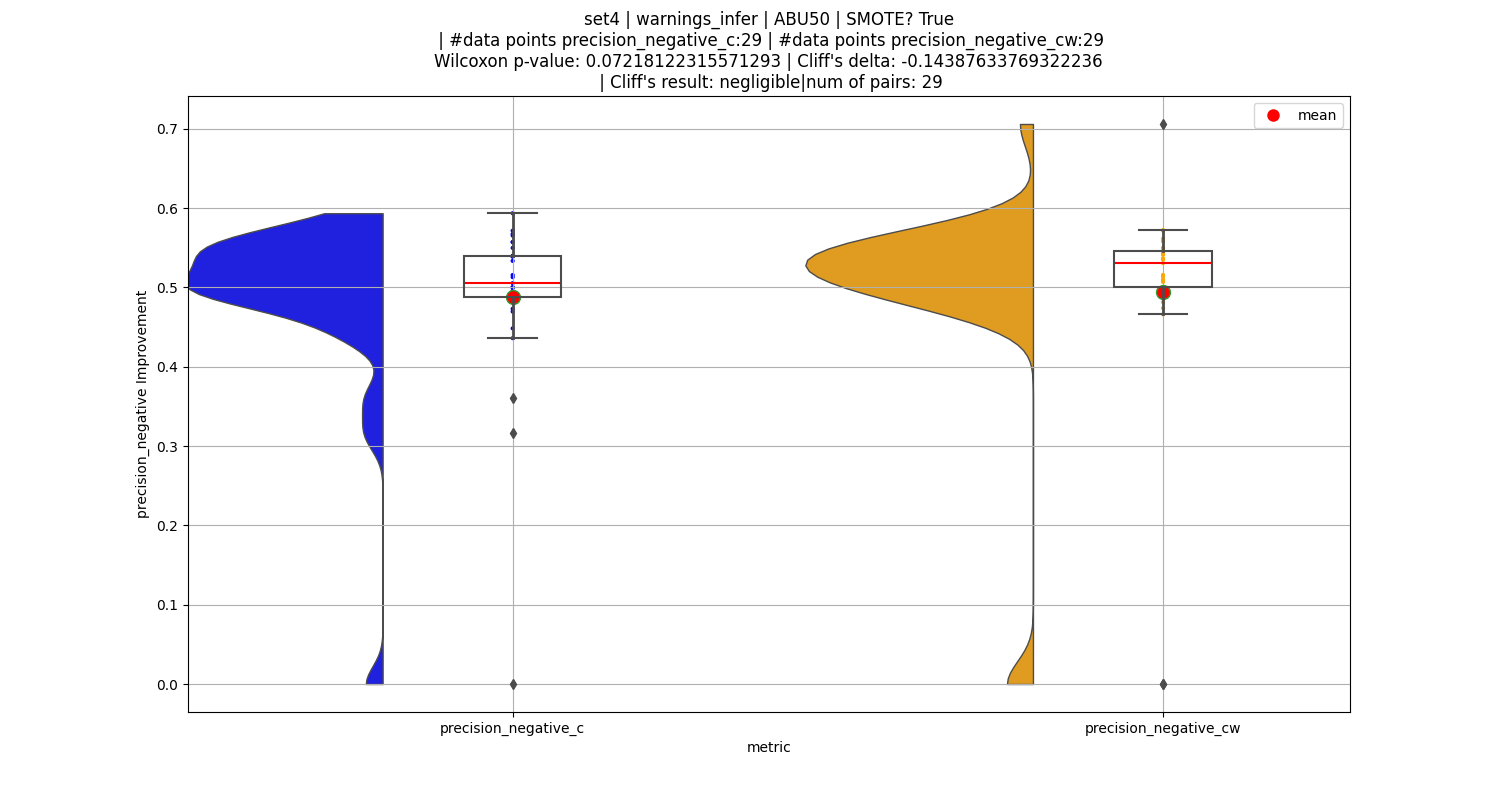 set4 | warnings_infer | ABU50 | SMOTE? True
| #data points precision_negative_c:29 | #data points precision_negative_cw:29
Wilcoxon p-value: 0.07218122315571293 | Cliff's delta: -0.14387633769322236
| Cliff's result: negligible|num of pairs: 29
mean
0.7
0.6
0.5
0.4
0.3
0.2
0.1
0.0
precision_negative Improvement
precision_negative_c
precision_negative_cw
metric